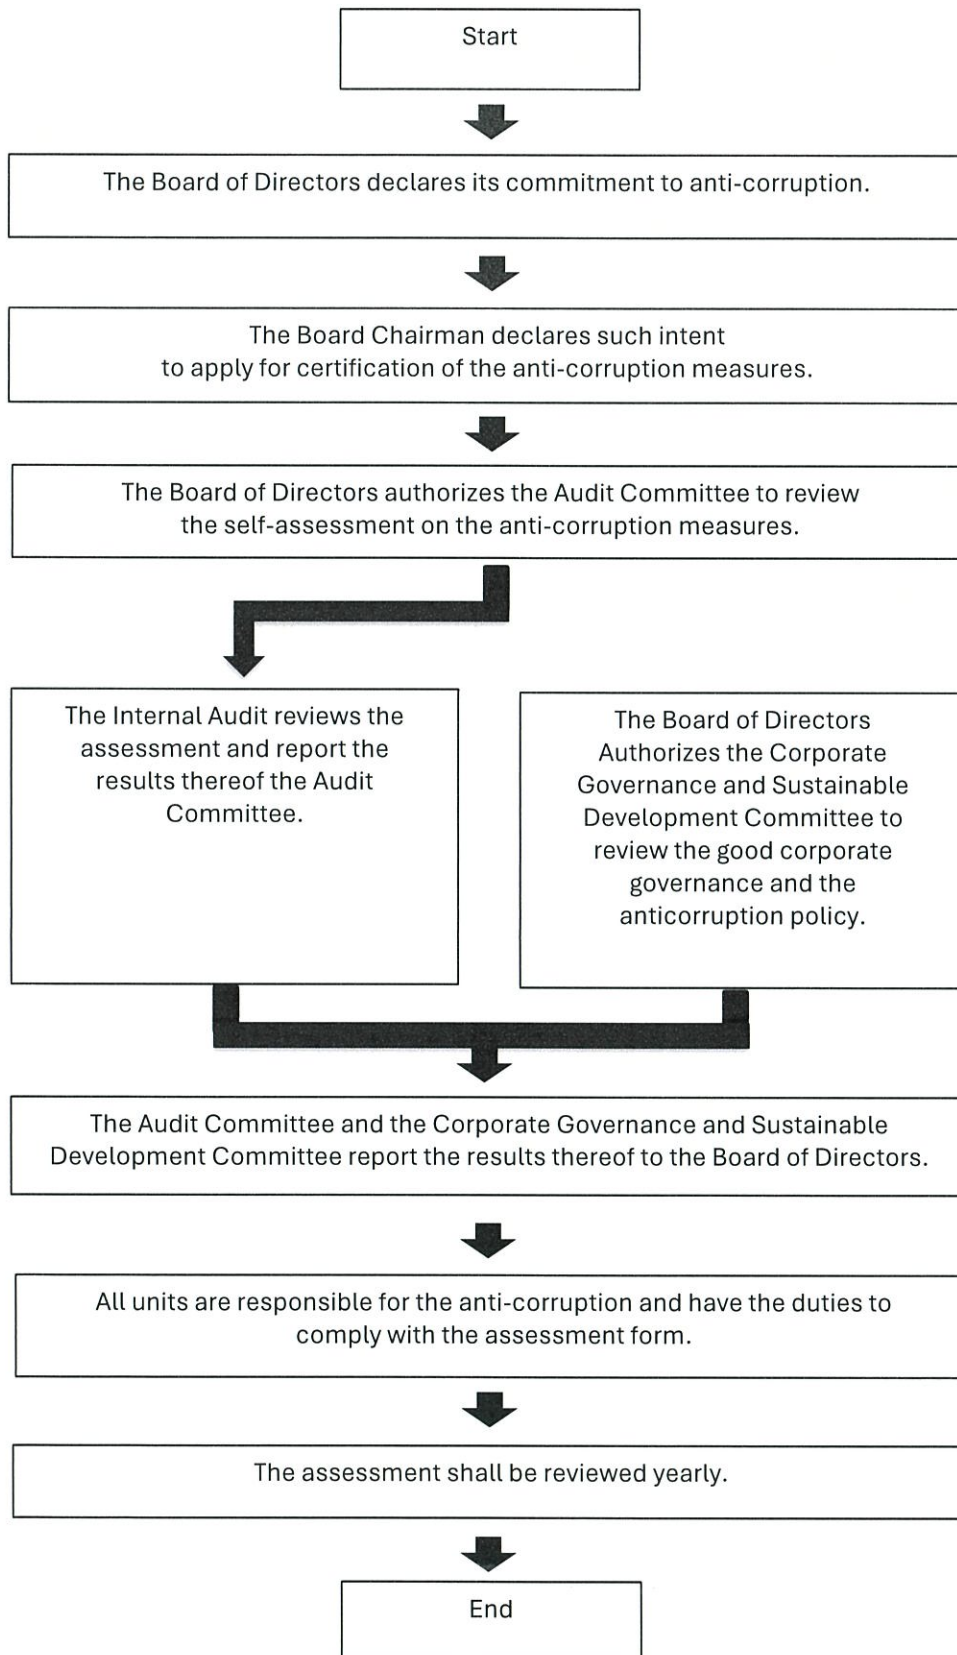 Start
The Board of Directors declares its commitment to anti-corruption.
The Board Chairman declares such intent
to apply for certification of the anti-corruption measures.
The Board of Directors authorizes the Audit Committee to review
the self-assessment on the anti-corruption measures.
The Internal Audit reviews the
assessment and report the
results thereof the Audit
Committee.
The Board of Directors
Authorizes the Corporate
Governance and Sustainable
Development Committee to
review the good corporate
governance and the
anticorruption policy.
The Audit Committee and the Corporate Governance and Sustainable
Development Committee report the results thereof to the Board of Directors.
All units are responsible for the anti-corruption and have the duties to
comply with the assessment form.
The assessment shall be reviewed yearly.
End